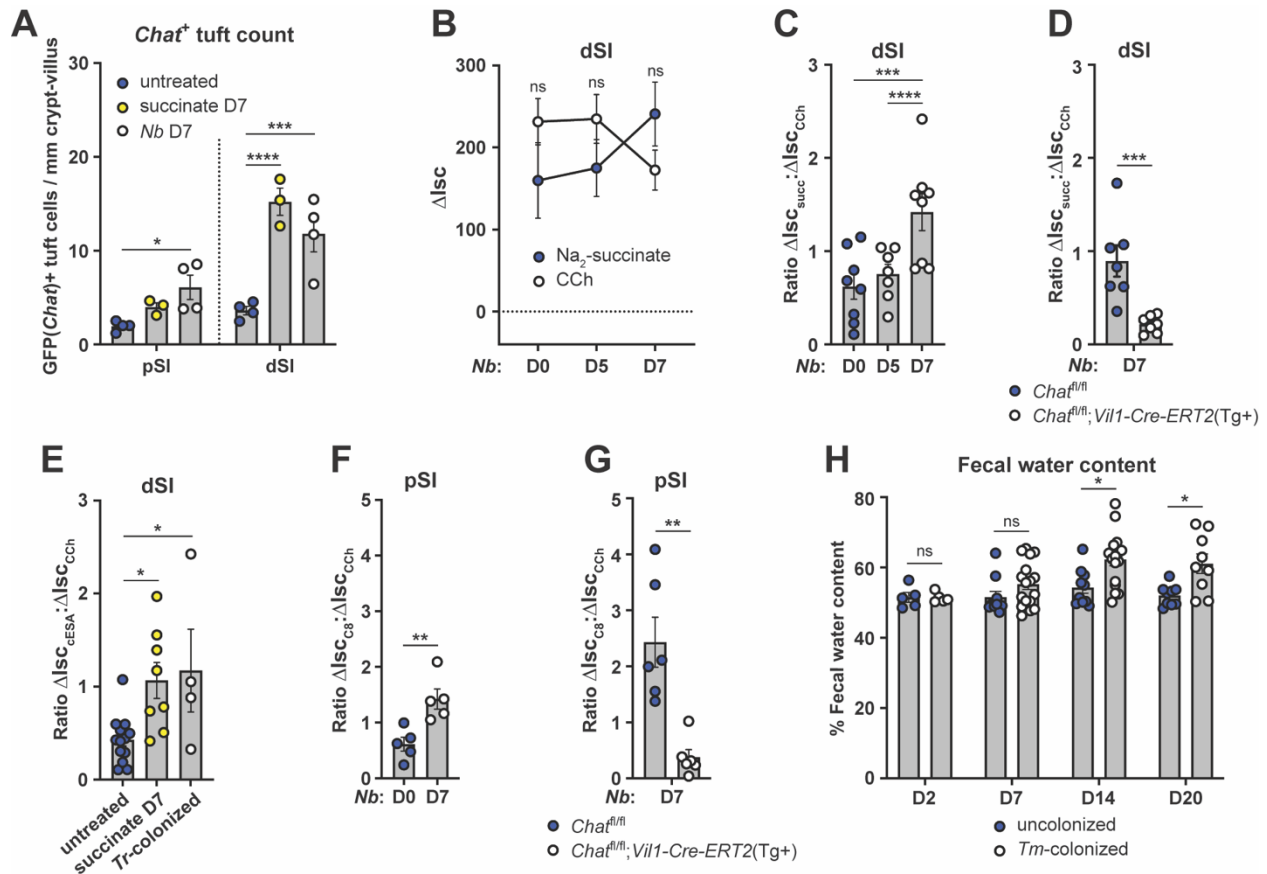 A
Chat+ tuft count
GFP(Chat)+ tuft cells / mm crypt-villus
30
20
10
0
untreated
succinate D7
Nb D7
*
****
***
pSI
dSI
B
dSI
ΔIsc
300
200
100
0
ns
ns
ns
Na2-succinate
CCh
Nb: D0 D5 D7
C
dSI
Ratio ΔIscsucc:ΔIscCCh
3
2
1
0
***
****
Nb: D0 D5 D7
D
dSI
Ratio ΔIscsucc:ΔIscCCh
3
2
1
0
***
Nb: D7
Chatfl/fl
Chatfl/fl;Vil1-Cre-ERT2(Tg+)
E
dSI
Ratio ΔIsccESA:ΔIscCCh
3
2
1
0
*
*
untreated
succinate D7
Tr-colonized
F
pSI
Ratio ΔIscC8:ΔIscCCh
5
4
3
2
1
0
**
Nb: D0 D7
G
pSI
Ratio ΔIscC8:ΔIscCCh
5
4
3
2
1
0
**
Nb: D7
Chatfl/fl
Chatfl/fl;Vil1-Cre-ERT2(Tg+)
H
Fecal water content
% Fecal water content
80
60
40
20
0
ns
ns
*
*
D2 D7 D14 D20
uncolonized
Tm-colonized